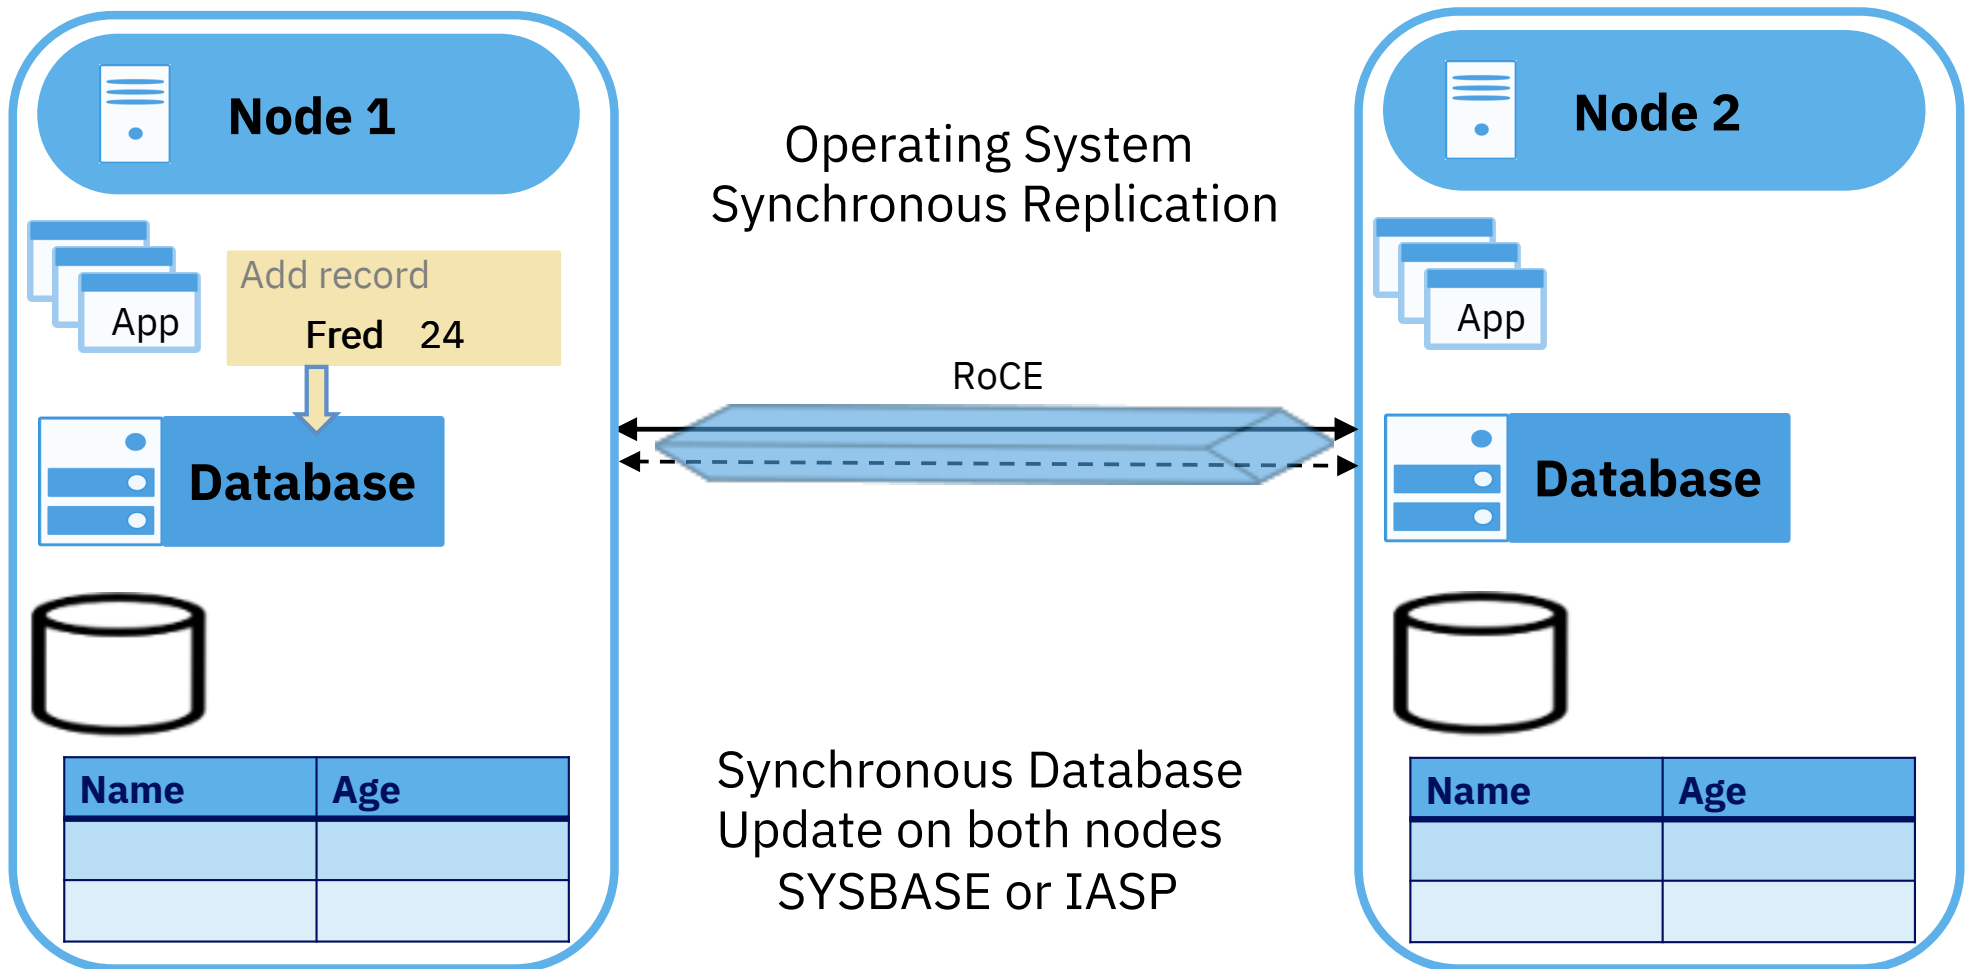 Node 1
Add record
Fred 24
App
Database
Name Age
Operating System
Synchronous Replication
RoCE
Synchronous Database
Update on both nodes
SYSBASE or IASP
Node 2
App
Database
Name Age